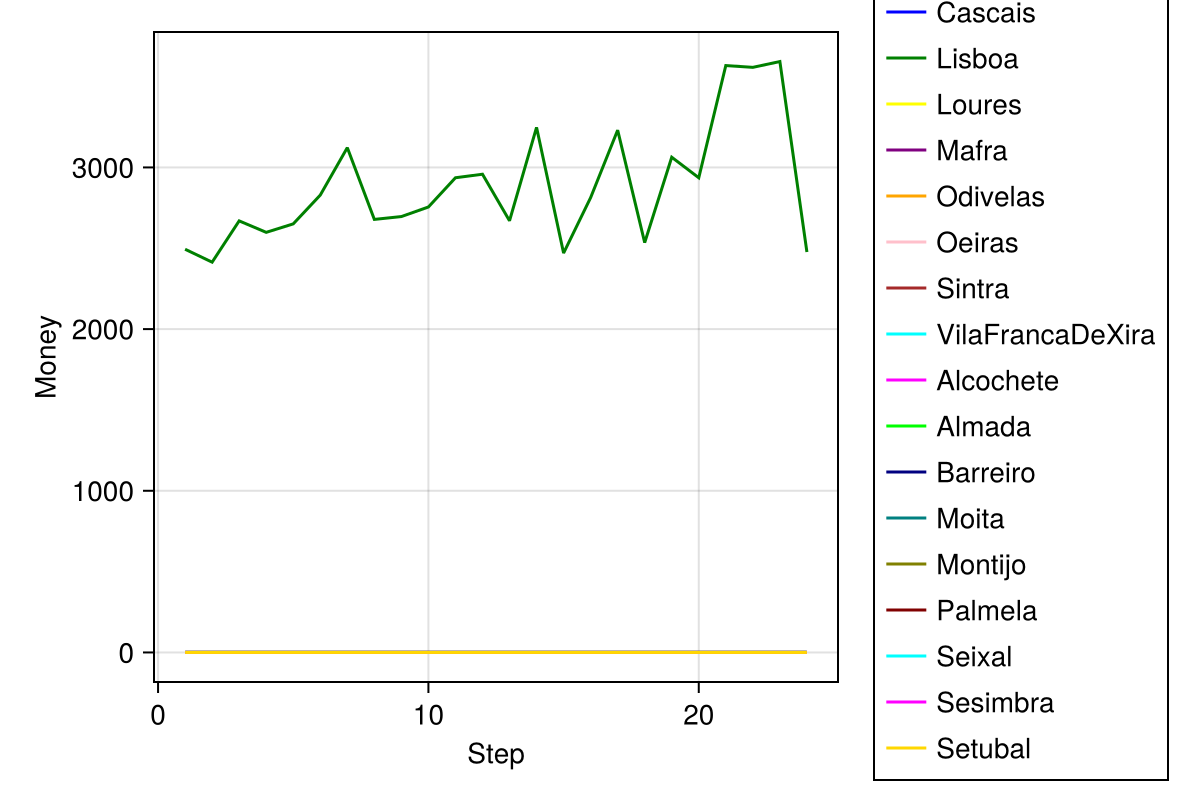 Cascais
Lisboa
Loures
Mafra
Odivelas
Oeiras
Sintra
VilaFrancaDeXira
Alcochete
Almada
Barreiro
Moita
Montijo
Palmela
Seixal
Sesimbra
Setubal
3000
2000
1000
0
Money
0 10 20
Step